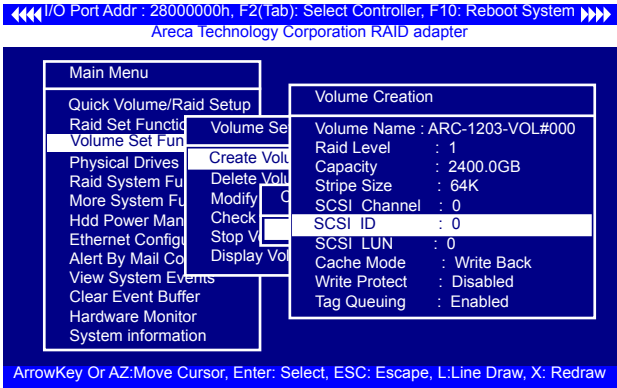 I/O Port Addr : 28000000h, F2(Tab): Select Controller, F10: Reboot System
Areca Technology Corporation RAID adapter
Main Menu
Quick Volume/Raid Setup
Raid Set Functio
Volume Set Fun
Physical Drives
Raid System Fu
More System Fu
Hdd Power Man
Ethernet Configu
Alert By Mail Co
View System Events
Clear Event Buffer
Hardware Monitor
System information
Volume Se
Create Volu
Delete Volu
Modify
Check
Stop V
Display Vol
C
Volume Creation
Volume Name : ARC-1203-VOL#000
Raid Level : 1
Capacity : 2400.0GB
Stripe Size : 64K
SCSI Channel : 0
SCSI ID : 0
SCSI LUN : 0
Cache Mode : Write Back
Write Protect : Disabled
Tag Queuing : Enabled
ArrowKey Or AZ:Move Cursor, Enter: Select, ESC: Escape, L:Line Draw, X: Redraw